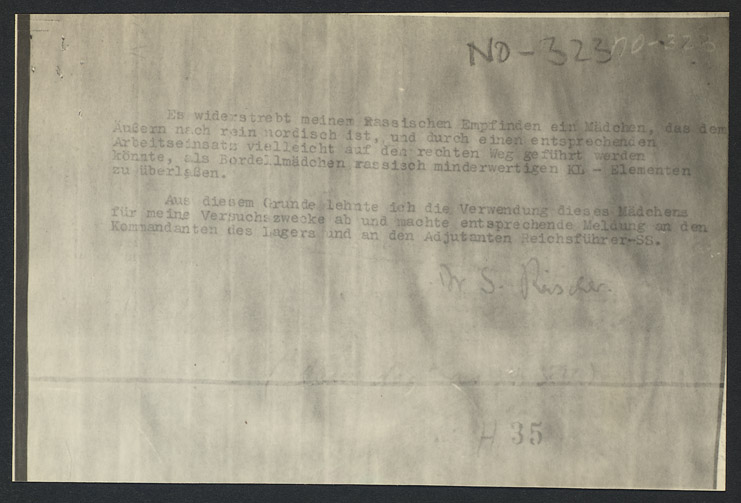 NO-323 NO-323
Es widerstrebt meinem rassischen Empfinden ein Mädchen, das dem
Äußern nach rein nordisch ist, und durch einen entsprechenden
Arbeitseinsatz vielleicht auf den rechten Weg geführt werden
könnte, als Bordellmädchen rassisch minderwertigen KL - Elementen
zu überlaßen.
Aus diesem Grunde lehnte ich die Verwendung dieses Mädchens
für meine Versuchszwecke ab und machte entsprechende Meldung an den
Kommandanten des Lagers und an den Adjutanten Reichsführer-SS.
Dr S. Rascher.
H 35